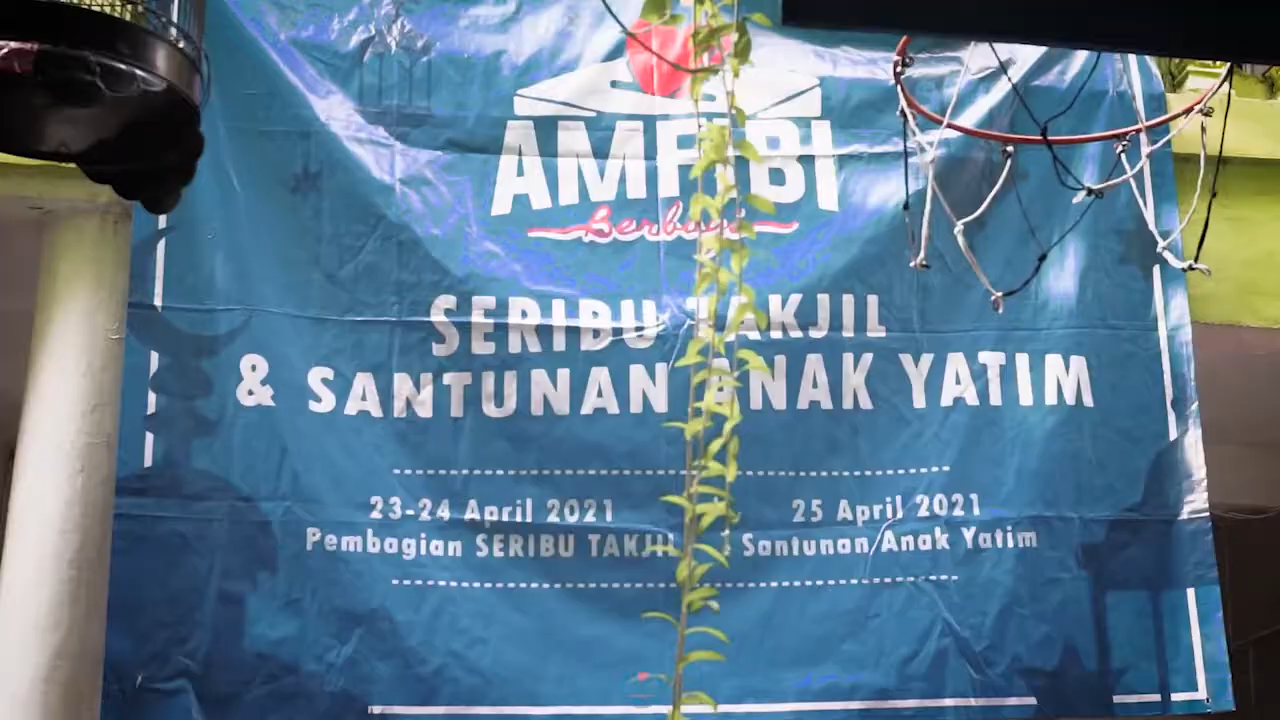 AMFIBI
Berbagi
SERIBU TAKJIL
& SANTUNAN ANAK YATIM
23-24 April 2021
Pembagian SERIBU TAKJIL
25 April 2021
Santunan Anak Yatim